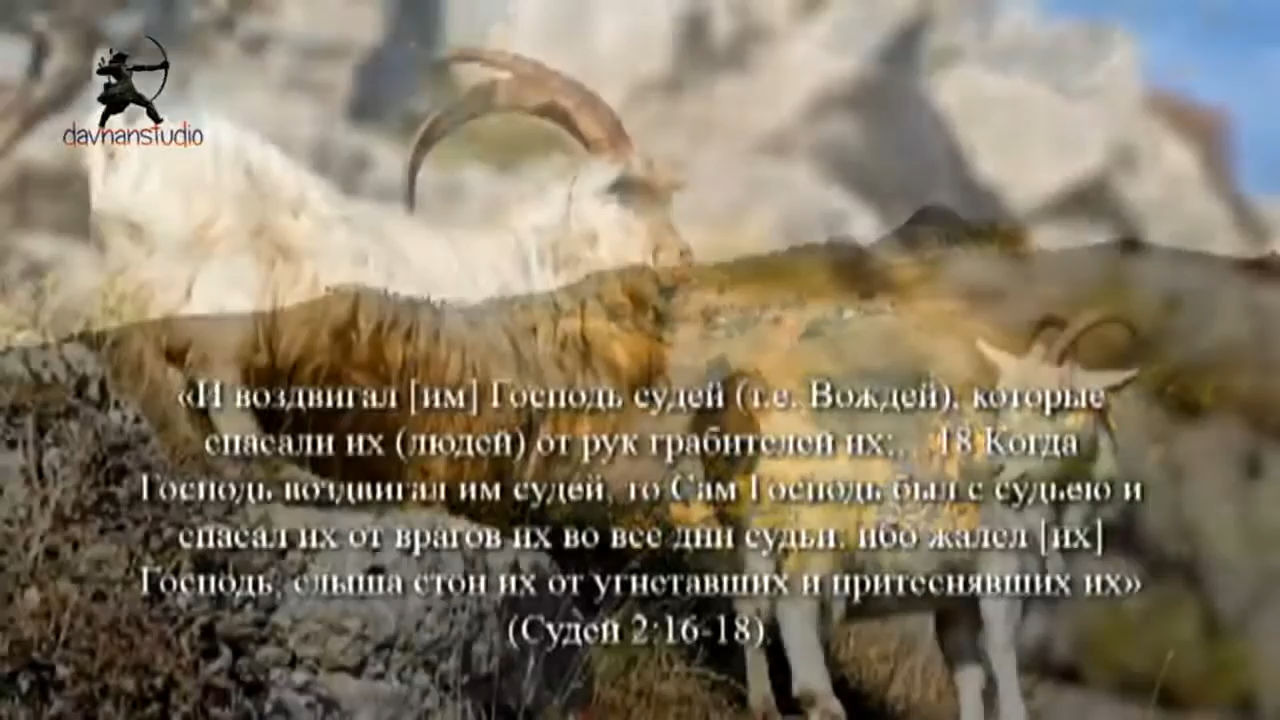 davnanstudio
«И воздвигал [им] Господь судей (т.е. Вождей), которые
спасали их (людей) от рук грабителей их;.. 18 Когда
Господь воздвигал им судей, то Сам Господь был с судьею и
спасал их от врагов их во все дни судьи: ибо жалел [их]
Господь, слыша стон их от угнетавших и притеснявших их»
(Судей 2:16-18)